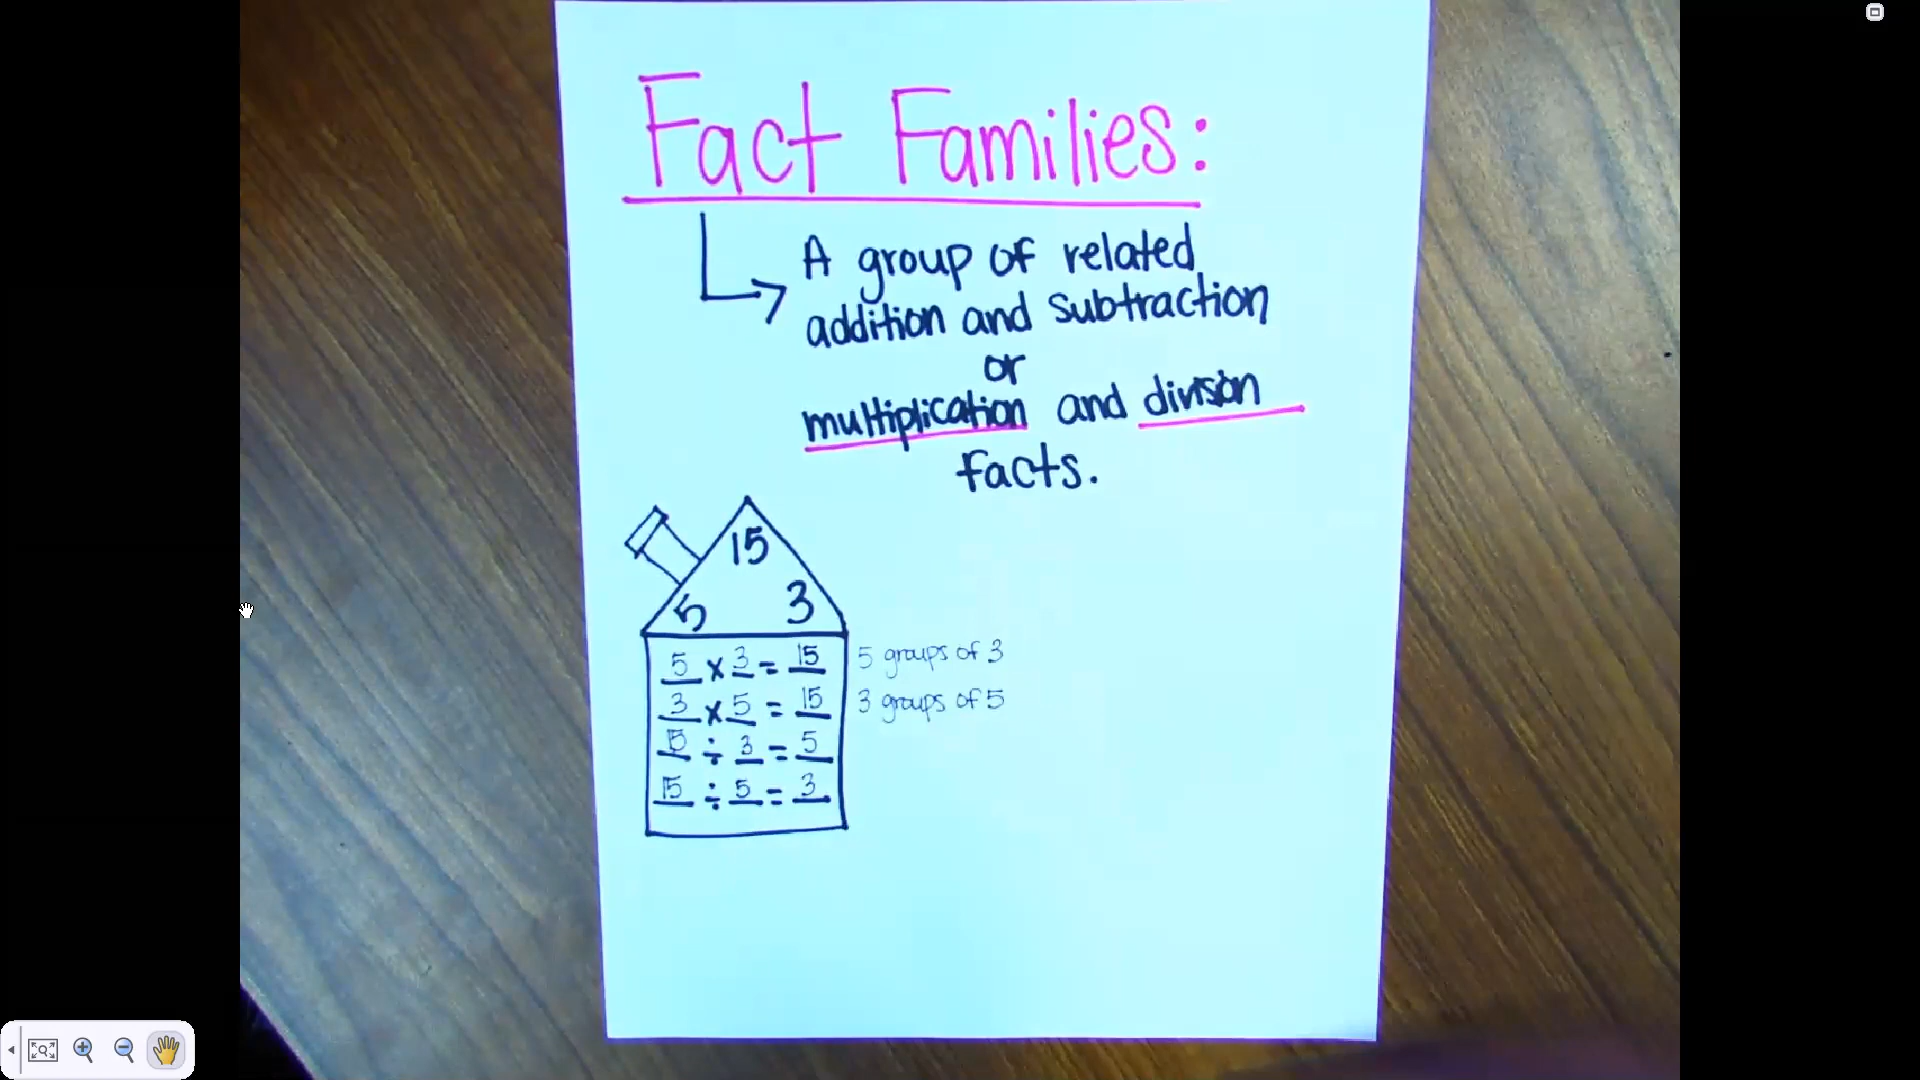 Fact Families:
A group of related
addition and subtraction
or
multiplication and division
facts.
15
5 3
5 x 3 = 15 5 groups of 3
3 x 5 = 15 3 groups of 5
15 ÷ 3 = 5
15 ÷ 5 = 3